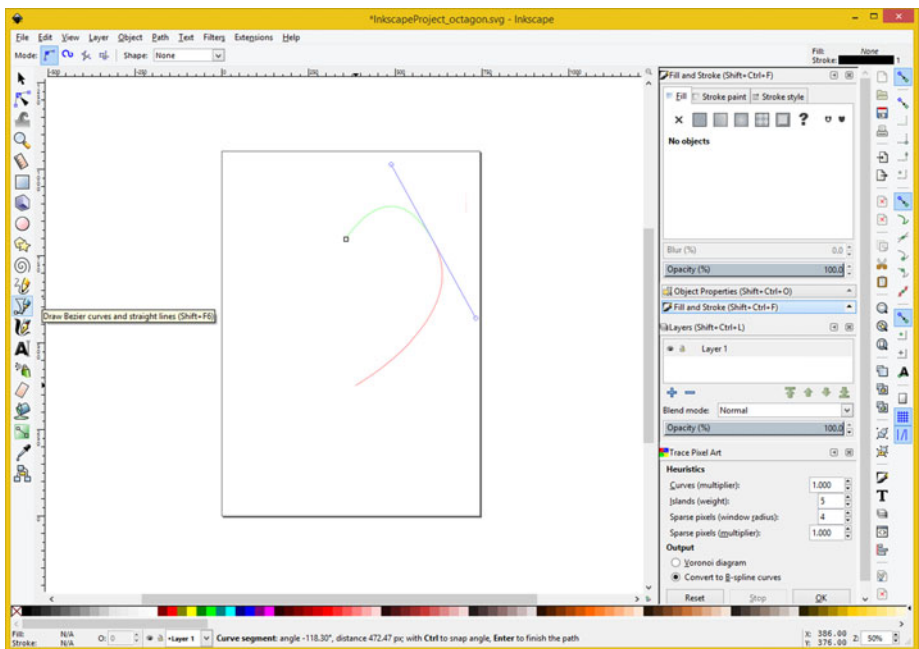 *InkscapeProject_octagon.svg - Inkscape
File Edit View Layer Object Path Text Filters Extensions Help
Mode: Shape: None
Fill: None
Stroke: 1
Fill and Stroke (Shift+Ctrl+F)
Fill Stroke paint Stroke style
?
No objects
Blur (%) 0.0
Opacity (%) 100.0
Object Properties (Shift+Ctrl+O)
Fill and Stroke (Shift+Ctrl+F)
Draw Bezier curves and straight lines (Shift+F6)
Layers (Shift+Ctrl+L)
Layer 1
Blend mode: Normal
Opacity (%) 100.0
Trace Pixel Art
Heuristics
Curves (multiplier): 1.000
Islands (weight): 5
Sparse pixels (window radius): 4
Sparse pixels (multiplier): 1.000
Output
Voronoi diagram
Convert to B-spline curves
Reset Stop OK
Fill: N/A
Stroke: N/A
O: 0
Layer 1
Curve segment: angle -118.30°, distance 472.47 px; with Ctrl to snap angle, Enter to finish the path
X: 386.00
Y: 376.00
Z: 50%